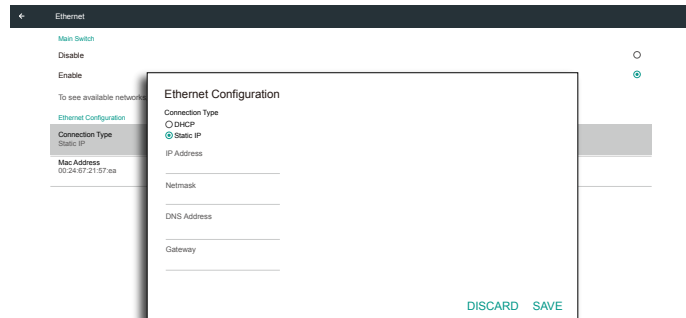 Ethernet
Main Switch
Disable
Enable
To see available networks
Ethernet Configuration
Connection Type
Static IP
Mac Address
00:24:67:21:57:ea
Ethernet Configuration
Connection Type
DHCP
Static IP
IP Address
Netmask
DNS Address
Gateway
DISCARD SAVE